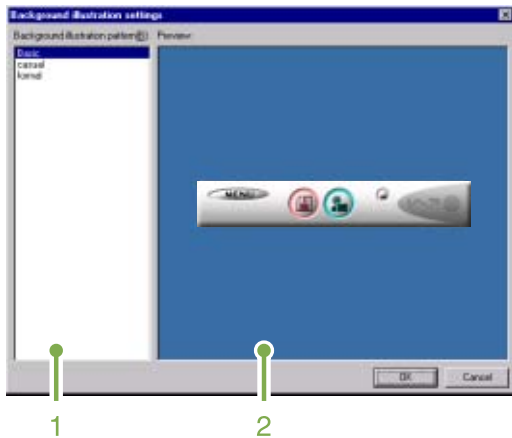 Background illustration settings
Background illustration pattern(B) Preview
Basic
casual
formal
MENU
OK Cancel
1 2